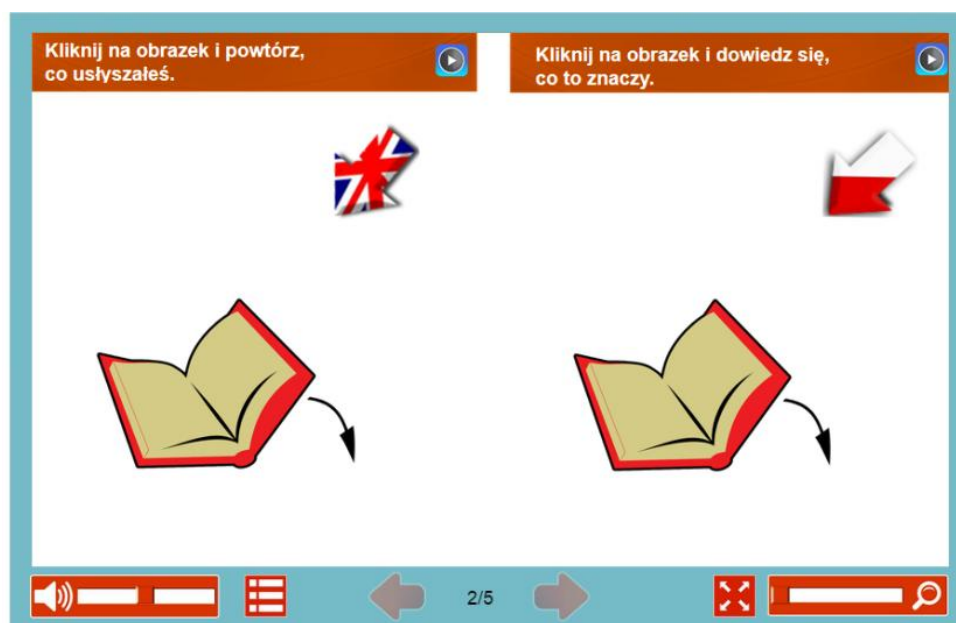 Kliknij na obrazek i powtórz,
co usłyszałeś.
Kliknij na obrazek i dowiedz się,
co to znaczy.
2/5